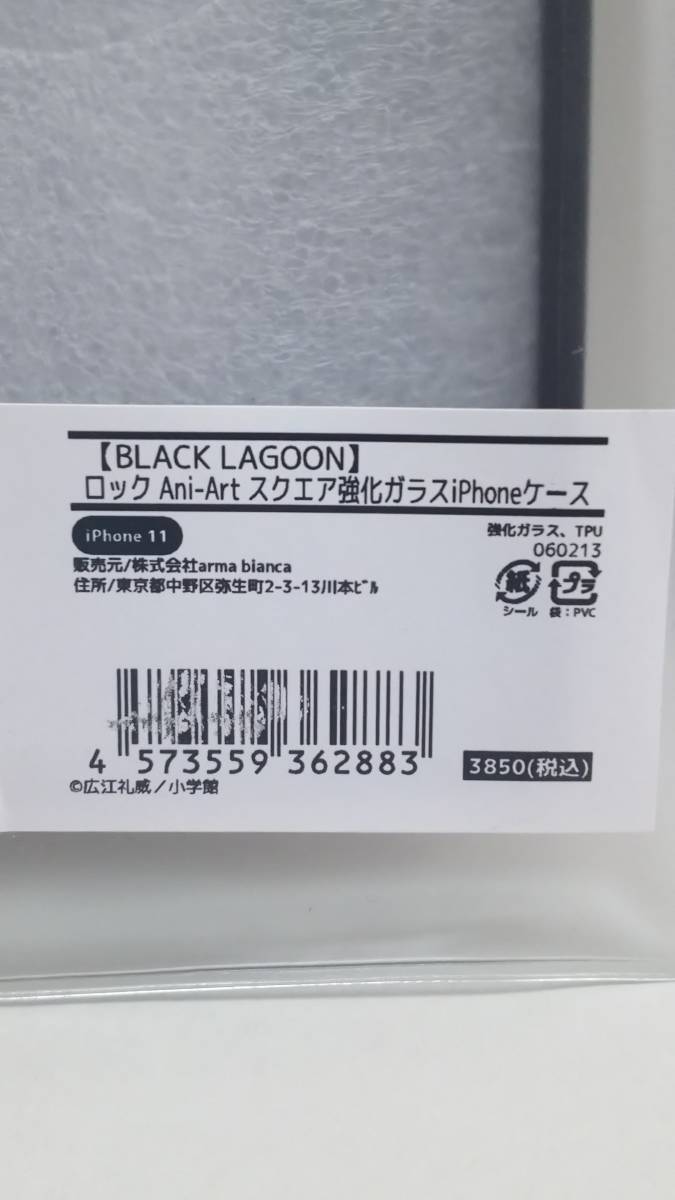 【BLACK LAGOON】
ロック Ani-Art スクエア強化ガラスiPhoneケース
iPhone 11
強化ガラス、TPU
060213
販売元/株式会社arma bianca
住所/東京都中野区弥生町2-3-13川本ﾋﾞﾙ
紙 プラ
シール 袋：PVC
4 573559 362883
3850(税込)
©広江礼威／小学館